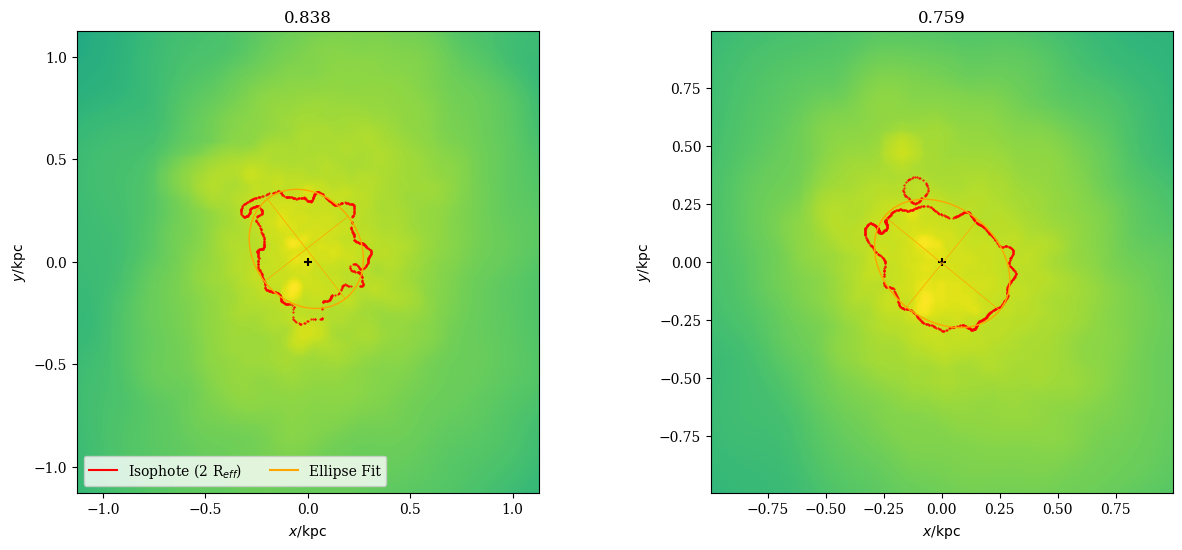 0.838
1.0
0.5
0.0
−0.5
−1.0
y/kpc
Isophote (2 R_eff)
Ellipse Fit
−1.0 −0.5 0.0 0.5 1.0
x/kpc
0.759
0.75
0.50
0.25
0.00
−0.25
−0.50
−0.75
y/kpc
−0.75 −0.50 −0.25 0.00 0.25 0.50 0.75
x/kpc